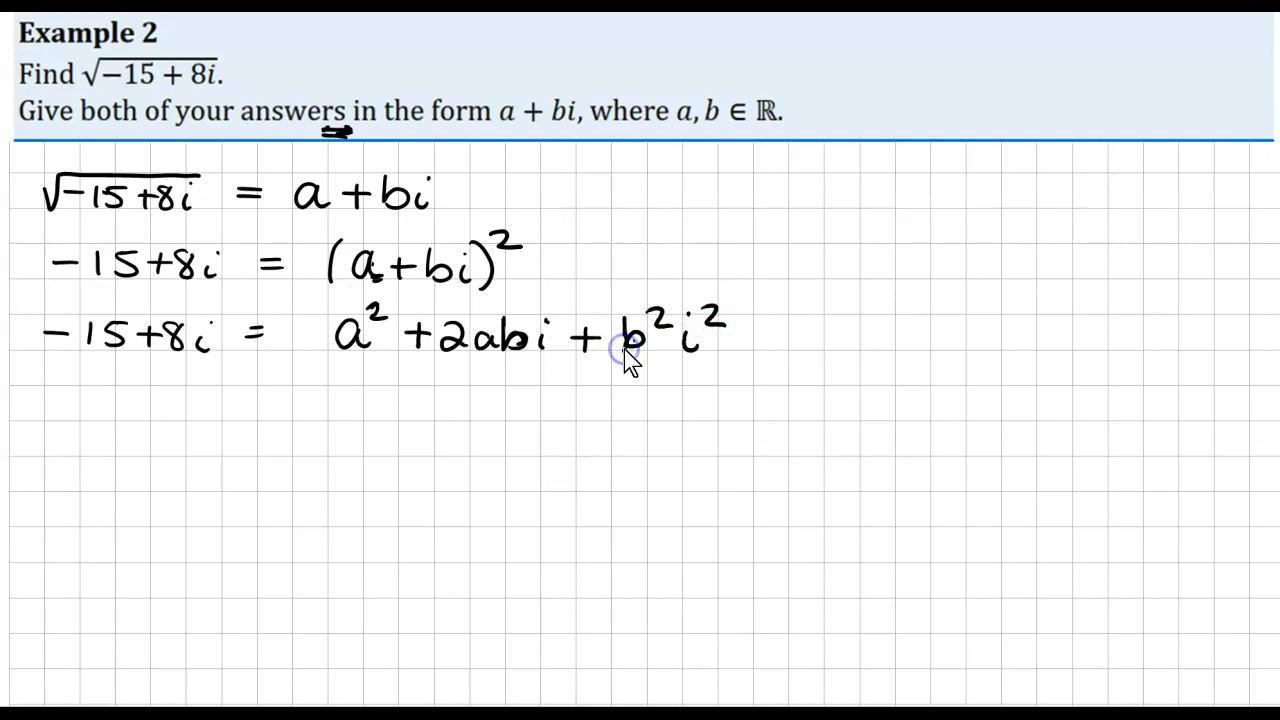 Example 2
Find √−15 + 8i.
Give both of your answers in the form a + bi, where a, b ∈ ℝ.
√-15+8i = a+bi
-15+8i = (a+bi)²
-15+8i = a² +2abi + b²i²